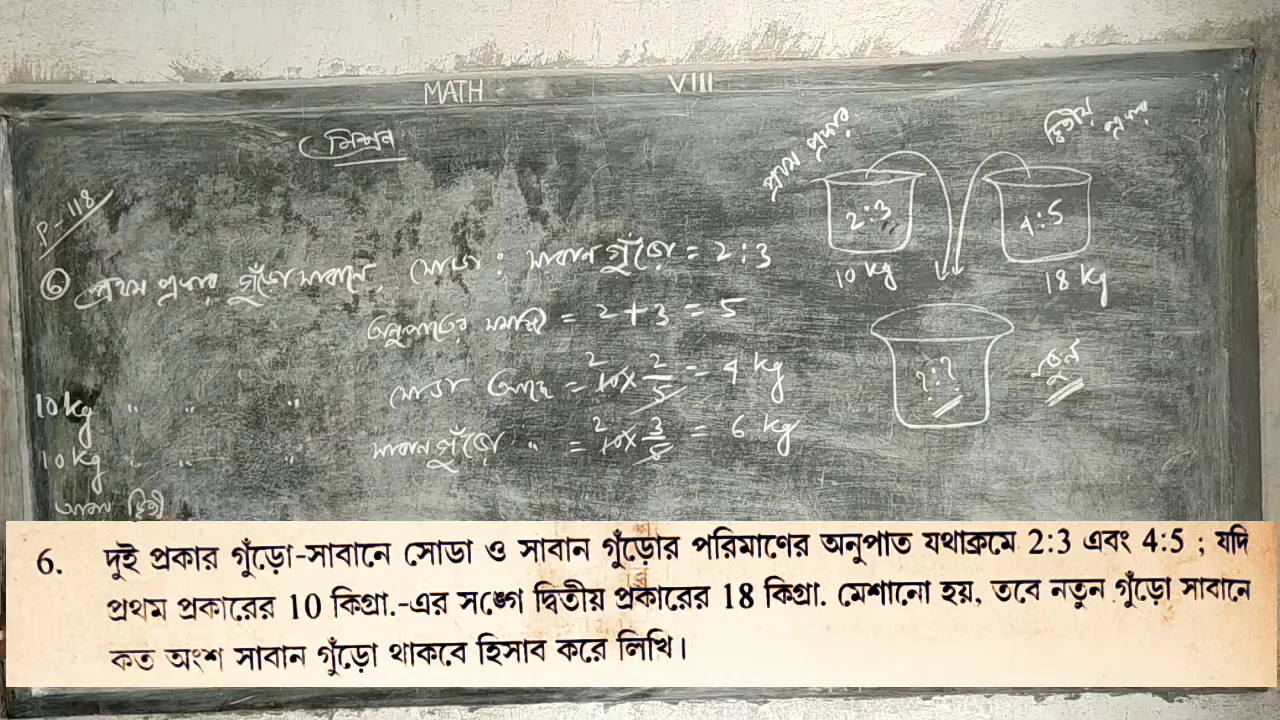 MATH VIII
মিশ্রন
P-118
প্রথম প্রকার
দ্বিতীয় প্রকার
2:3
4:5
10 kg
18 kg
?:?
6 প্রথম প্রকার গুঁড়ো সাবানে, সোডা : সাবান গুঁড়ো = 2:3
অনুপাতের সমষ্টি = 2+3 = 5
10 kg " " " সোডা আছে = 10 × 2/5 = 4 kg
10 kg " " " সাবান গুঁড়ো " = 10 × 3/5 = 6 kg
আবার দ্বিতী
6. দুই প্রকার গুঁড়ো-সাবানে সোডা ও সাবান গুঁড়োর পরিমাণের অনুপাত যথাক্রমে 2:3 এবং 4:5 ; যদি
প্রথম প্রকারের 10 কিগ্রা.-এর সঙ্গে দ্বিতীয় প্রকারের 18 কিগ্রা. মেশানো হয়, তবে নতুন গুঁড়ো সাবানে
কত অংশ সাবান গুঁড়ো থাকবে হিসাব করে লিখি।